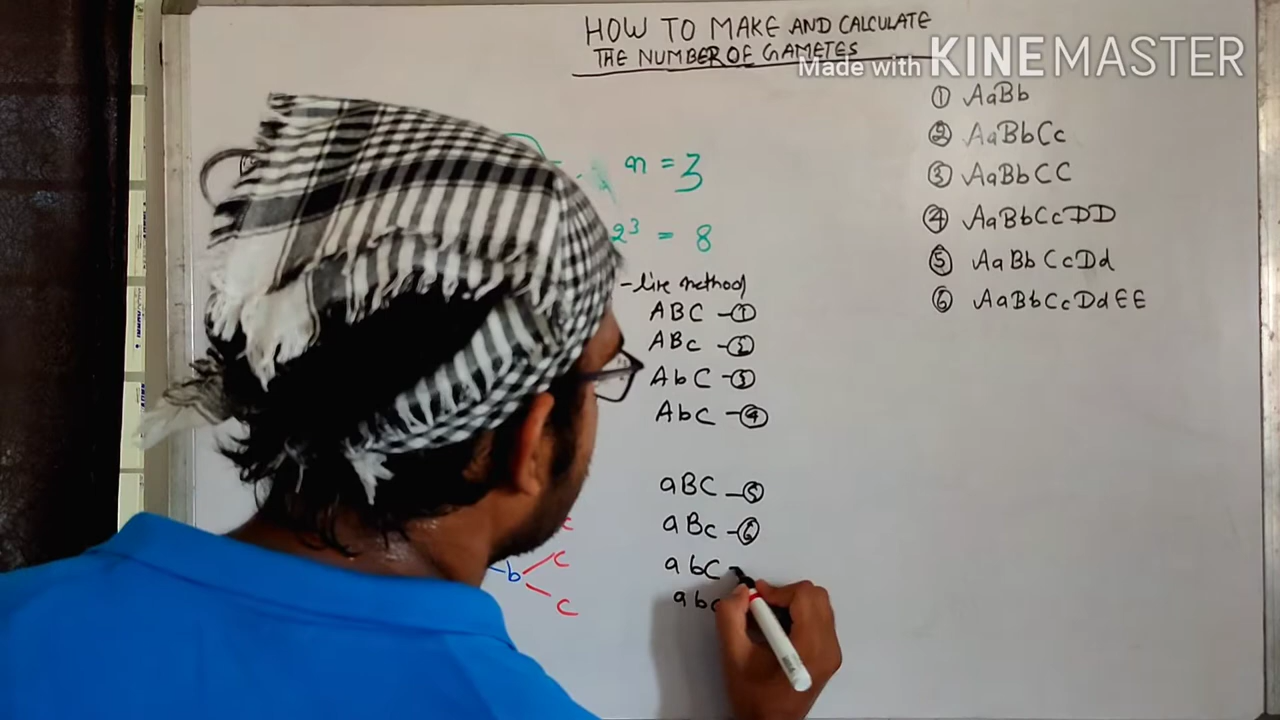 HOW TO MAKE AND CALCULATE
THE NUMBER OF GAMETES
Made with KINEMASTER
n = 3
2³ = 8
-line method
ABC - ①
ABc - ②
AbC - ③
Abc - ④
aBC - ⑤
aBc - ⑥
abC -
abc
b
c
c
c
① AaBb
② AaBbCc
③ AaBbCC
④ AaBbCcDD
⑤ AaBbCcDd
⑥ AaBbCcDdEE